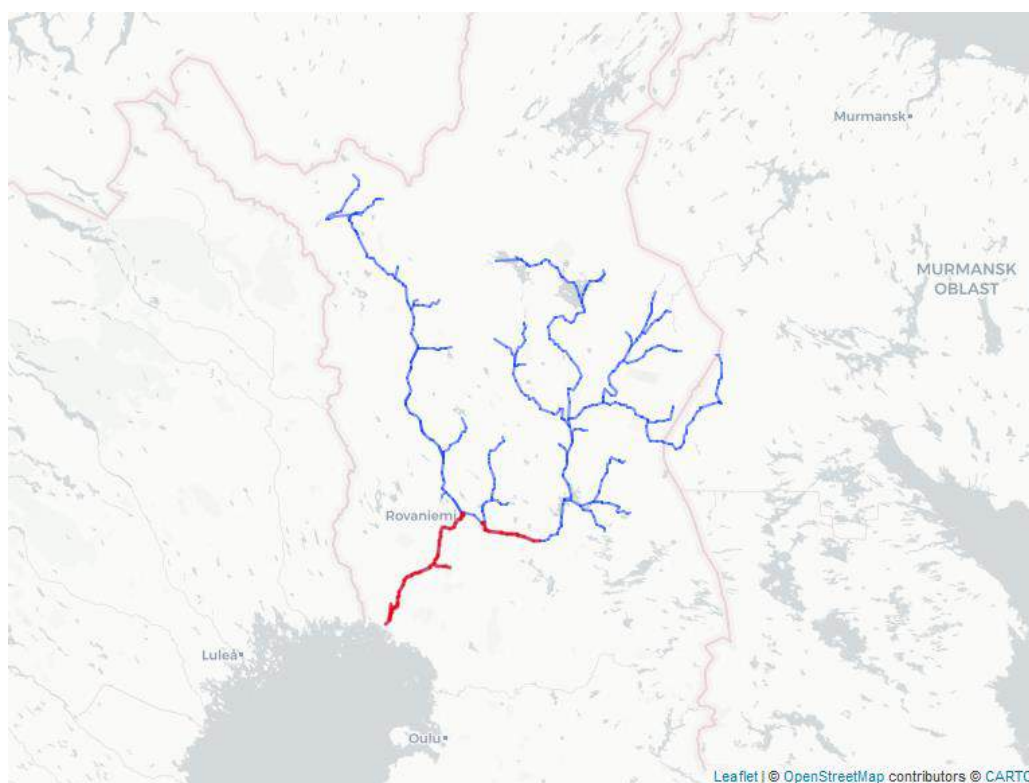 Murmansk
MURMANSK
OBLAST
Rovaniemi
Luleå
Oulu
Leaflet | © OpenStreetMap contributors © CARTO